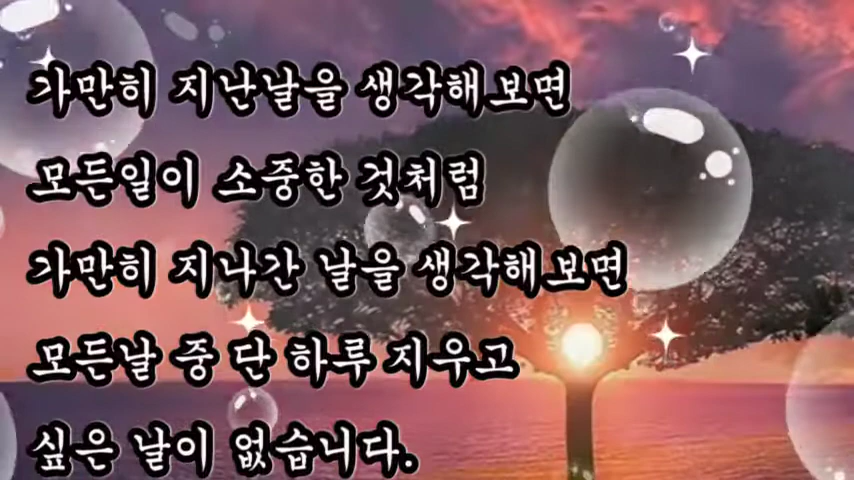 가만히 지난날을 생각해보면
모든일이 소중한 것처럼
가만히 지나간 날을 생각해보면
모든날 중 단 하루 지우고
싶은 날이 없습니다.